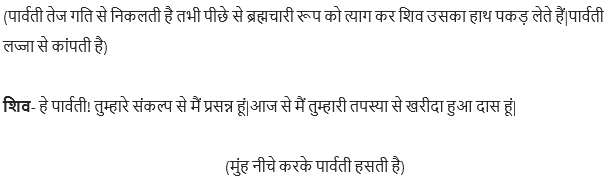 (पार्वती तेज गति से निकलती है तभी पीछे से ब्रह्मचारी रूप को त्याग कर शिव उसका हाथ पकड़ लेते हैं|पार्वती
लज्जा से कांपती है)
शिव- हे पार्वती! तुम्हारे संकल्प से मैं प्रसन्न हूं|आज से मैं तुम्हारी तपस्या से खरीदा हुआ दास हूं|
(मुंह नीचे करके पार्वती हसती है)